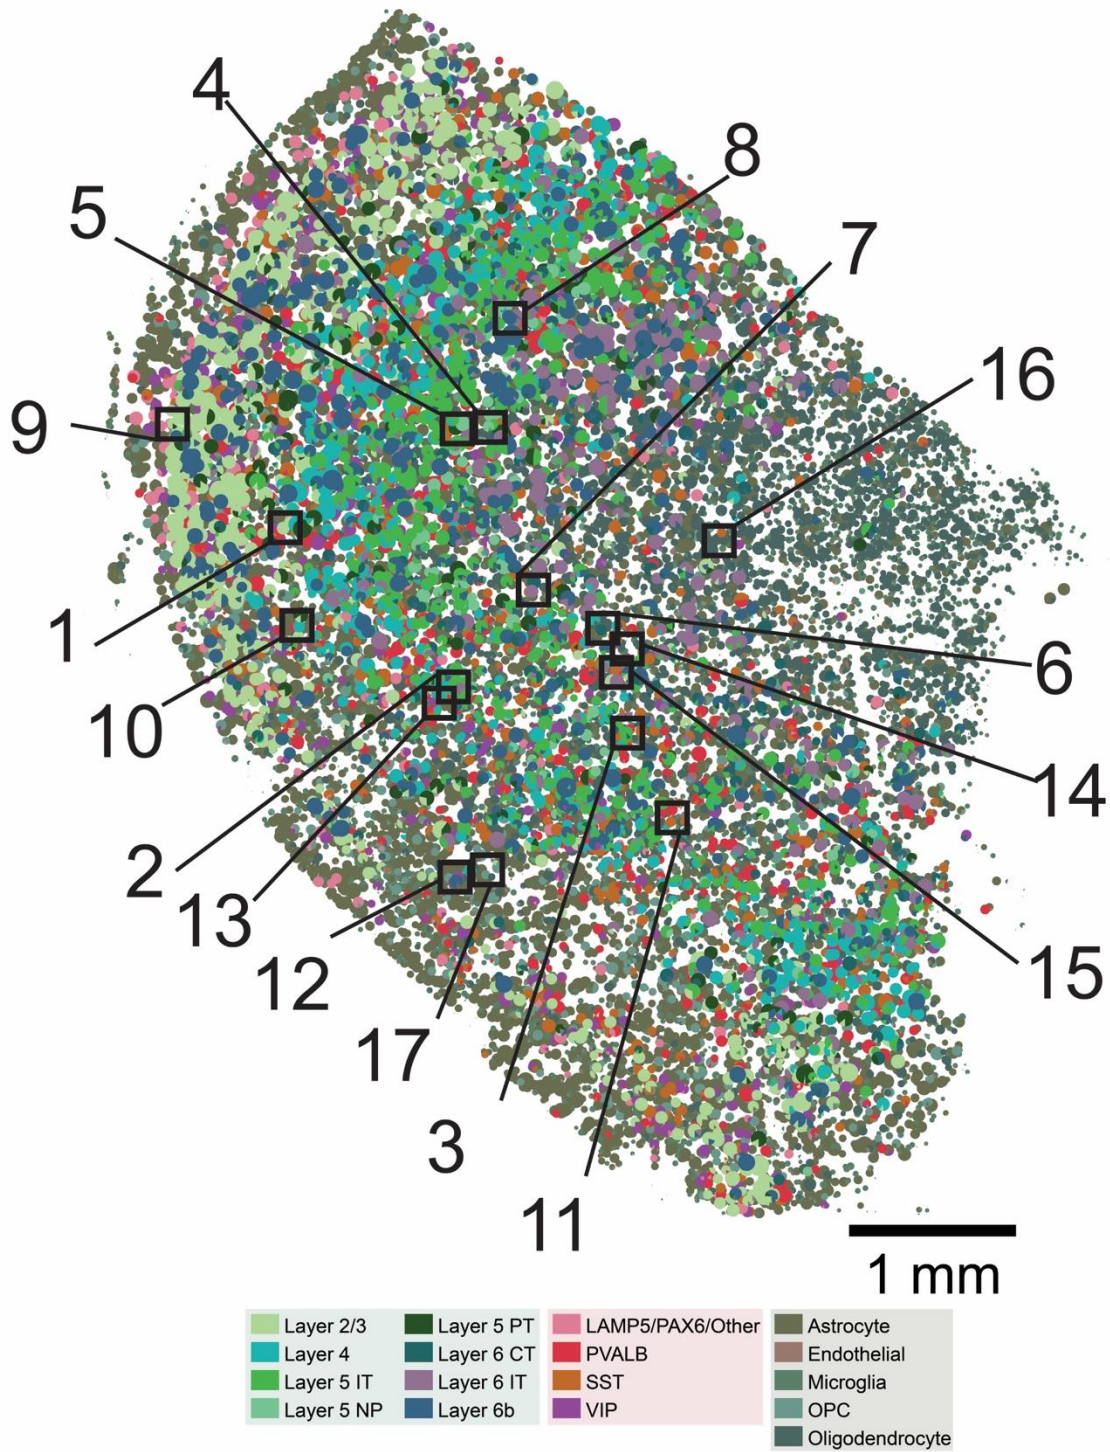 4
8
5
7
16
9
1
6
10
14
2
13
15
12
17
3
11
1 mm
Layer 2/3
Layer 5 PT
LAMP5/PAX6/Other
Astrocyte
Layer 4
Layer 6 CT
PVALB
Endothelial
Layer 5 IT
Layer 6 IT
SST
Microglia
Layer 5 NP
Layer 6b
VIP
OPC
Oligodendrocyte